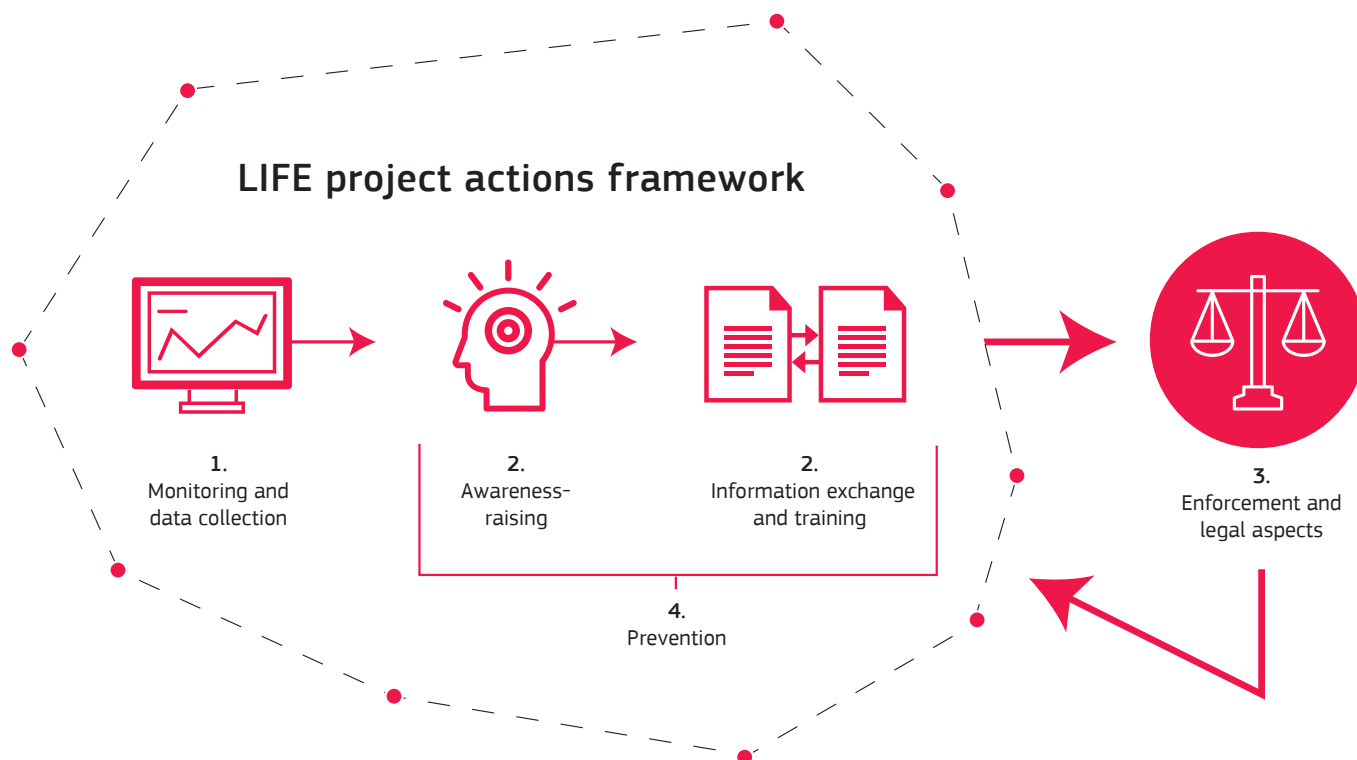 LIFE project actions framework
1.
Monitoring and
data collection
2.
Awareness-
raising
2.
Information exchange
and training
3.
Enforcement and
legal aspects
4.
Prevention